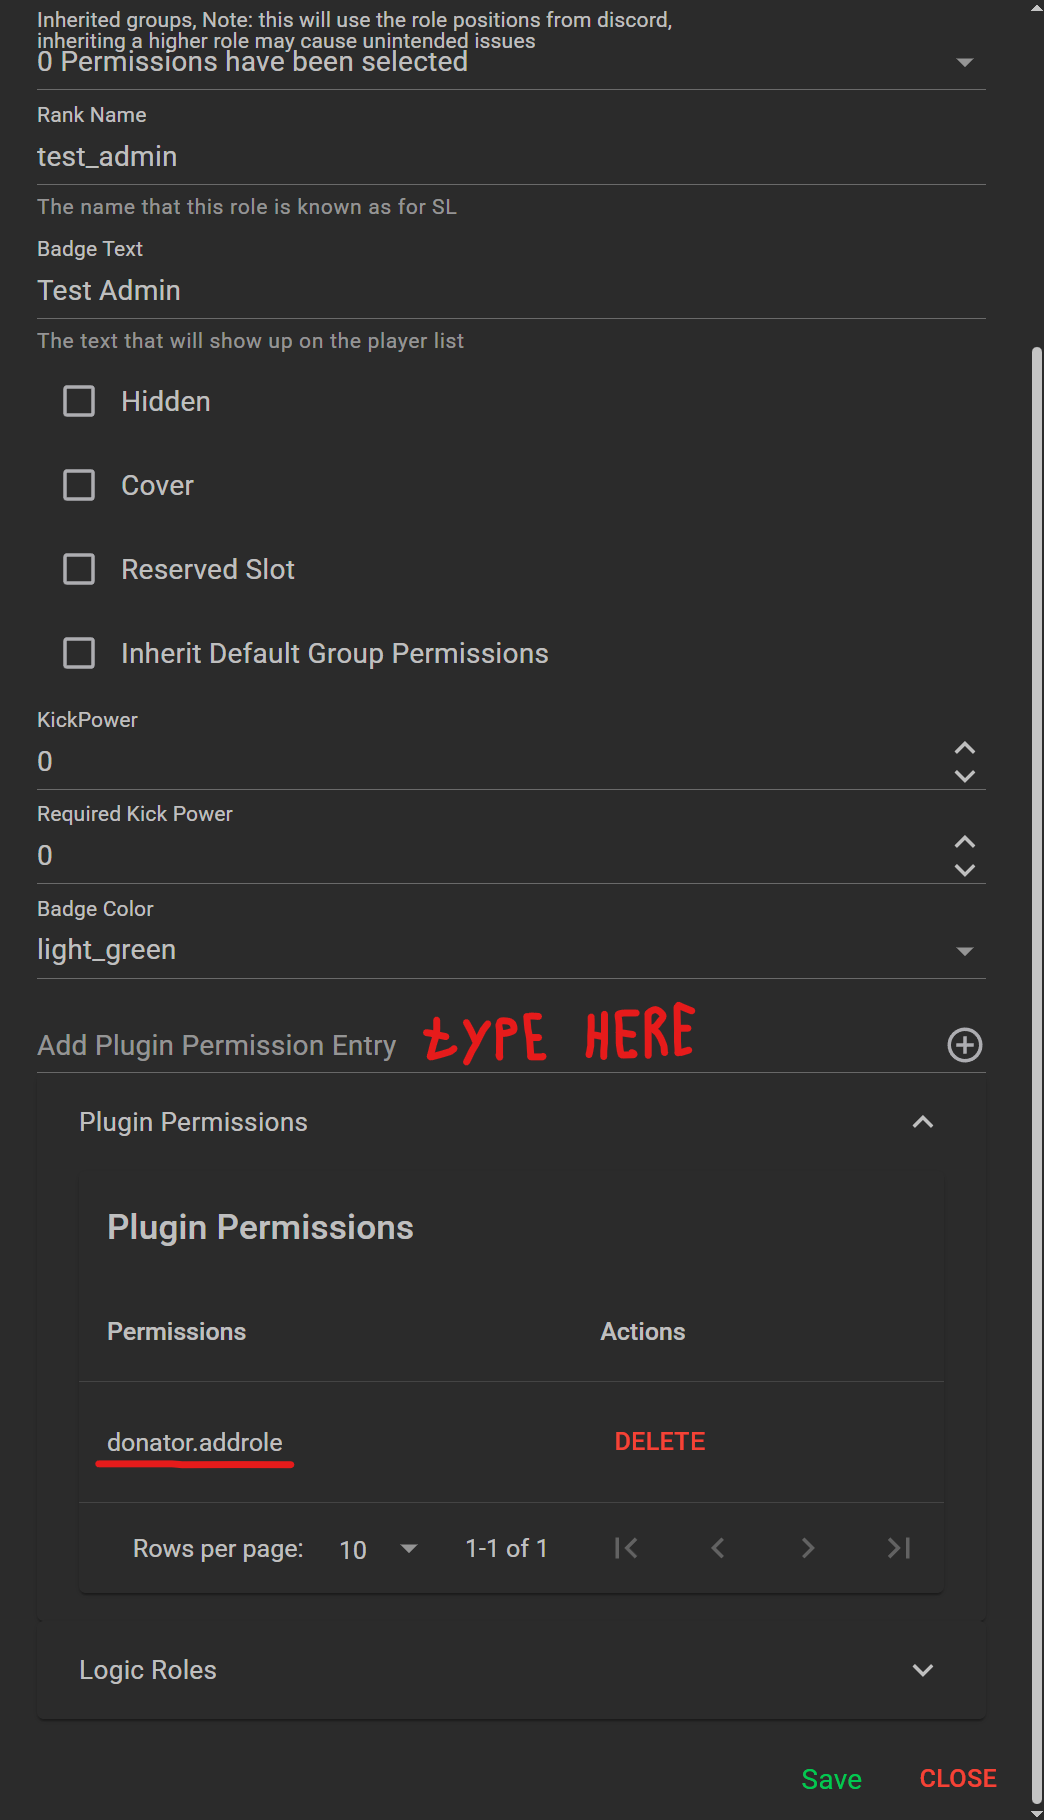 Inherited groups, Note: this will use the role positions from discord,
inheriting a higher role may cause unintended issues
0 Permissions have been selected
Rank Name
test_admin
The name that this role is known as for SL
Badge Text
Test Admin
The text that will show up on the player list
Hidden
Cover
Reserved Slot
Inherit Default Group Permissions
KickPower
0
Required Kick Power
0
Badge Color
light_green
Add Plugin Permission Entry TYPE HERE
Plugin Permissions
Plugin Permissions
Permissions Actions
donator.addrole DELETE
Rows per page: 10 1-1 of 1
Logic Roles
Save CLOSE